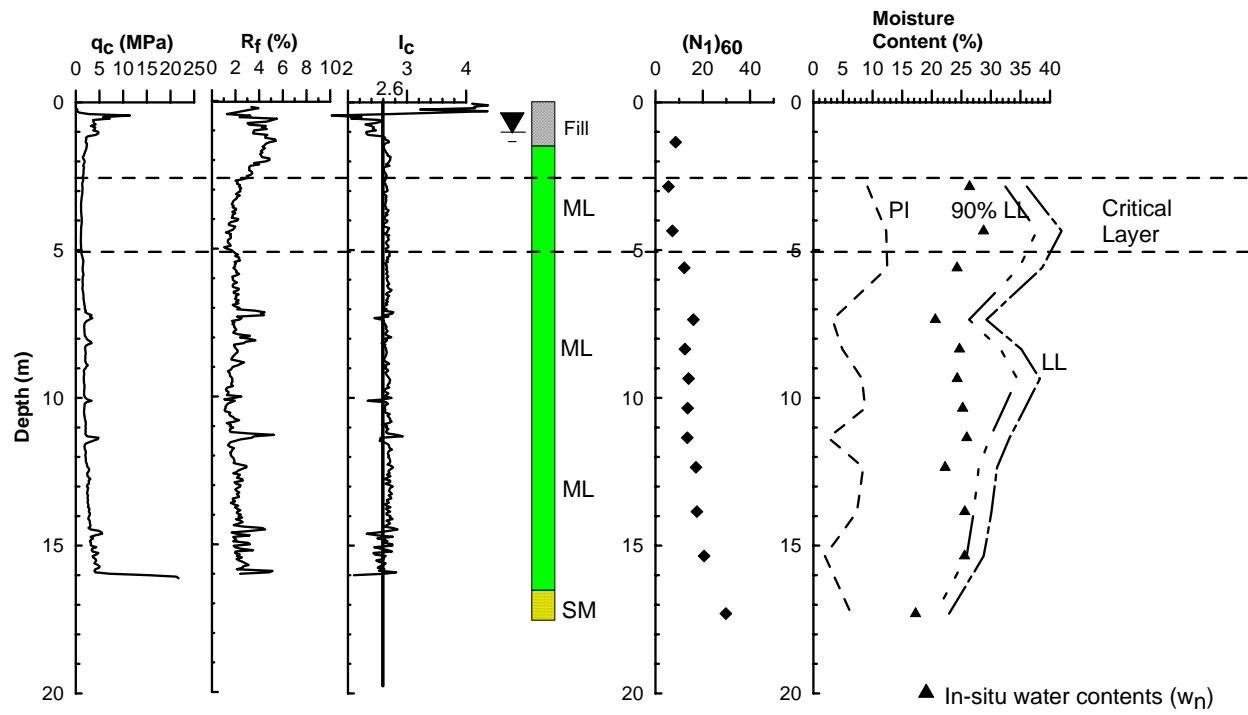 q_c (MPa)
R_f (%)
I_c
(N_1)_60
Moisture
Content (%)
0 5 10 15 20 25
0 2 4 6 8 10
2 3 4
0 20 40
0 5 10 15 20 25 30 35 40
2.6
0
5
10
15
20
Depth (m)
Fill
ML
ML
ML
SM
0
5
10
15
20
0
5
10
15
20
PI
90% LL
Critical
Layer
LL
In-situ water contents (w_n)